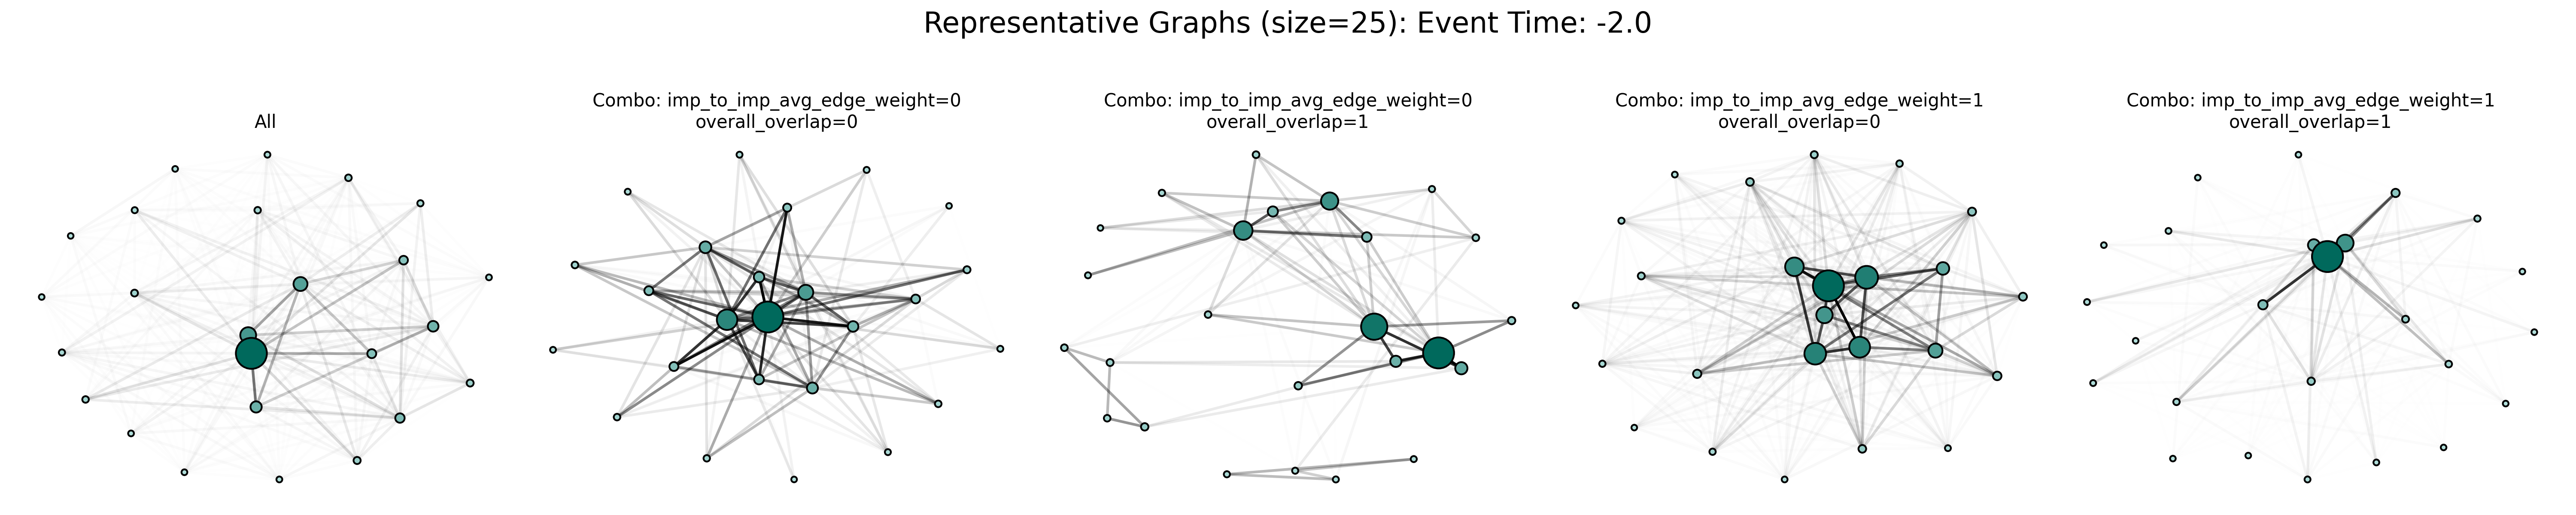 Representative Graphs (size=25): Event Time: -2.0
All
Combo: imp_to_imp_avg_edge_weight=0
overall_overlap=0
Combo: imp_to_imp_avg_edge_weight=0
overall_overlap=1
Combo: imp_to_imp_avg_edge_weight=1
overall_overlap=0
Combo: imp_to_imp_avg_edge_weight=1
overall_overlap=1